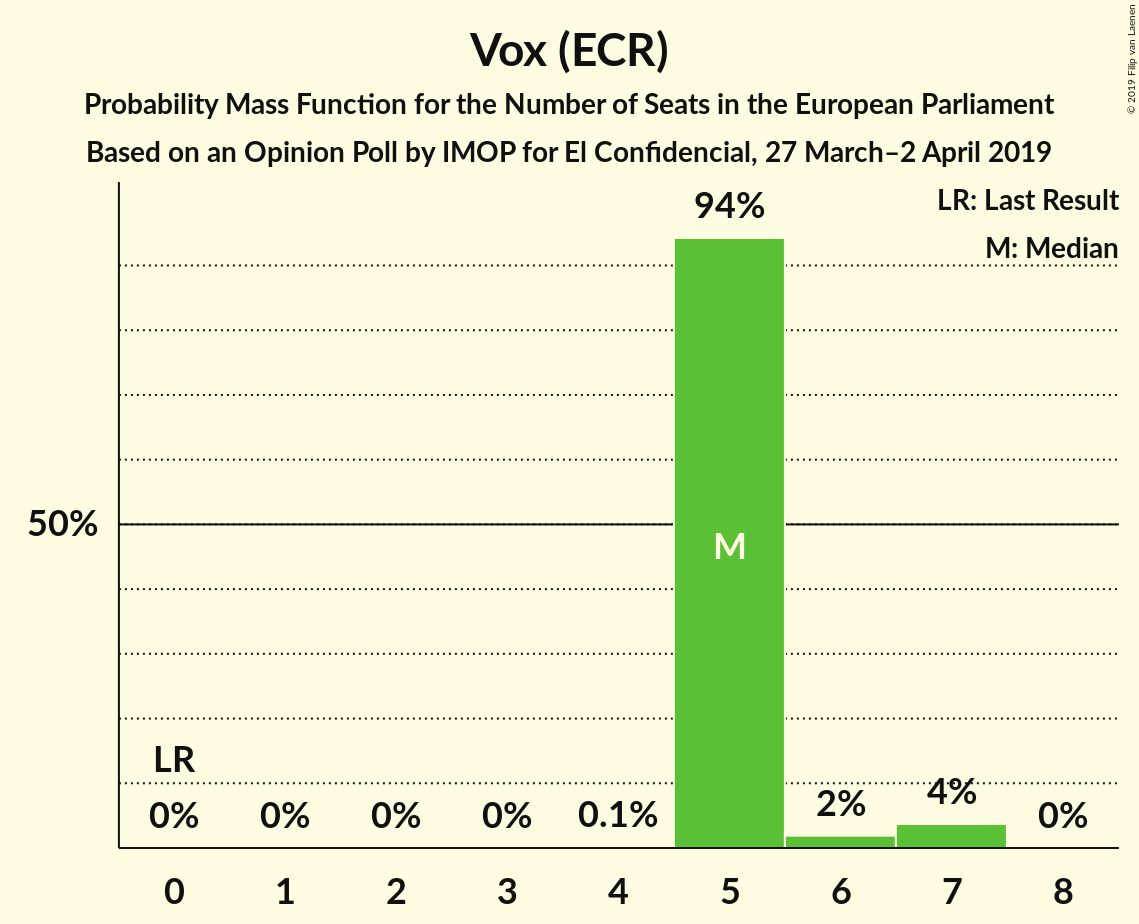 Vox (ECR)
Probability Mass Function for the Number of Seats in the European Parliament
Based on an Opinion Poll by IMOP for El Confidencial, 27 March–2 April 2019
© 2019 Filip van Laenen
LR: Last Result
M: Median
94%
50%
M
LR
0% 0% 0% 0% 0.1% 2% 4% 0%
0 1 2 3 4 5 6 7 8